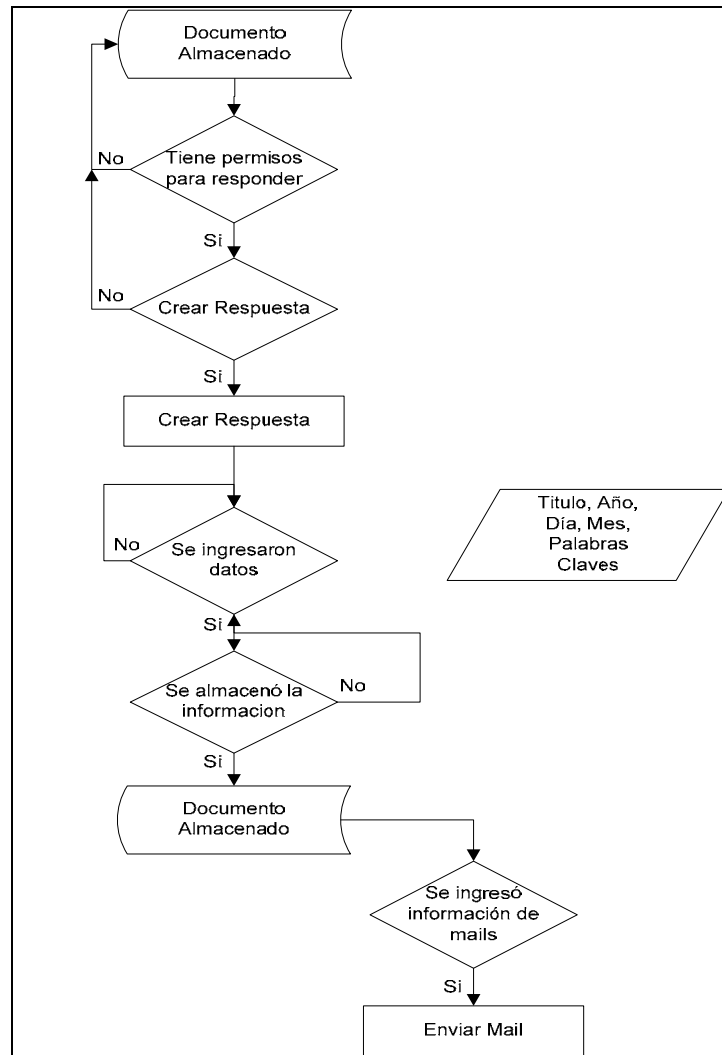 Documento
Almacenado
Tiene permisos
para responder
No
Si
Crear Respuesta
No
Si
Crear Respuesta
Se ingresaron
datos
No
Titulo, Año,
Día, Mes,
Palabras
Claves
Si
Se almacenó la
informacion
No
Si
Documento
Almacenado
Se ingresó
información de
mails
Si
Enviar Mail